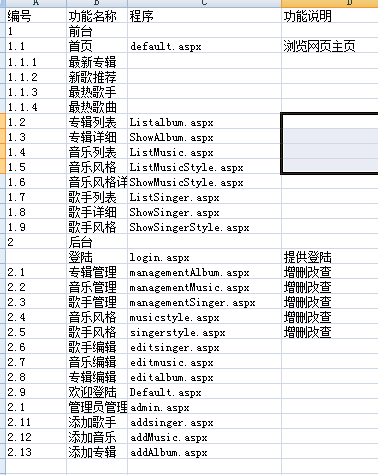 A B C D
编号 功能名称 程序 功能说明
1 前台
1.1 首页 default.aspx 浏览网页主页
1.1.1 最新专辑
1.1.2 新歌推荐
1.1.3 最热歌手
1.1.4 最热歌曲
1.2 专辑列表 Listalbum.aspx
1.3 专辑详细 ShowAlbum.aspx
1.4 音乐列表 ListMusic.aspx
1.5 音乐风格 ListMusicStyle.aspx
1.6 音乐风格详 ShowMusicStyle.aspx
1.7 歌手列表 ListSinger.aspx
1.8 歌手详细 ShowSinger.aspx
1.9 歌手风格 ShowSingerStyle.aspx
2 后台
登陆 login.aspx 提供登陆
2.1 专辑管理 managementAlbum.aspx 增删改查
2.2 音乐管理 managementMusic.aspx 增删改查
2.3 歌手管理 managementSinger.aspx 增删改查
2.4 音乐风格 musicstyle.aspx 增删改查
2.5 歌手风格 singerstyle.aspx 增删改查
2.6 歌手编辑 editsinger.aspx
2.7 音乐编辑 editmusic.aspx
2.8 专辑编辑 editalbum.aspx
2.9 欢迎登陆 Default.aspx
2.1 管理员管理 admin.aspx
2.11 添加歌手 addsinger.aspx
2.12 添加音乐 addMusic.aspx
2.13 添加专辑 addAlbum.aspx